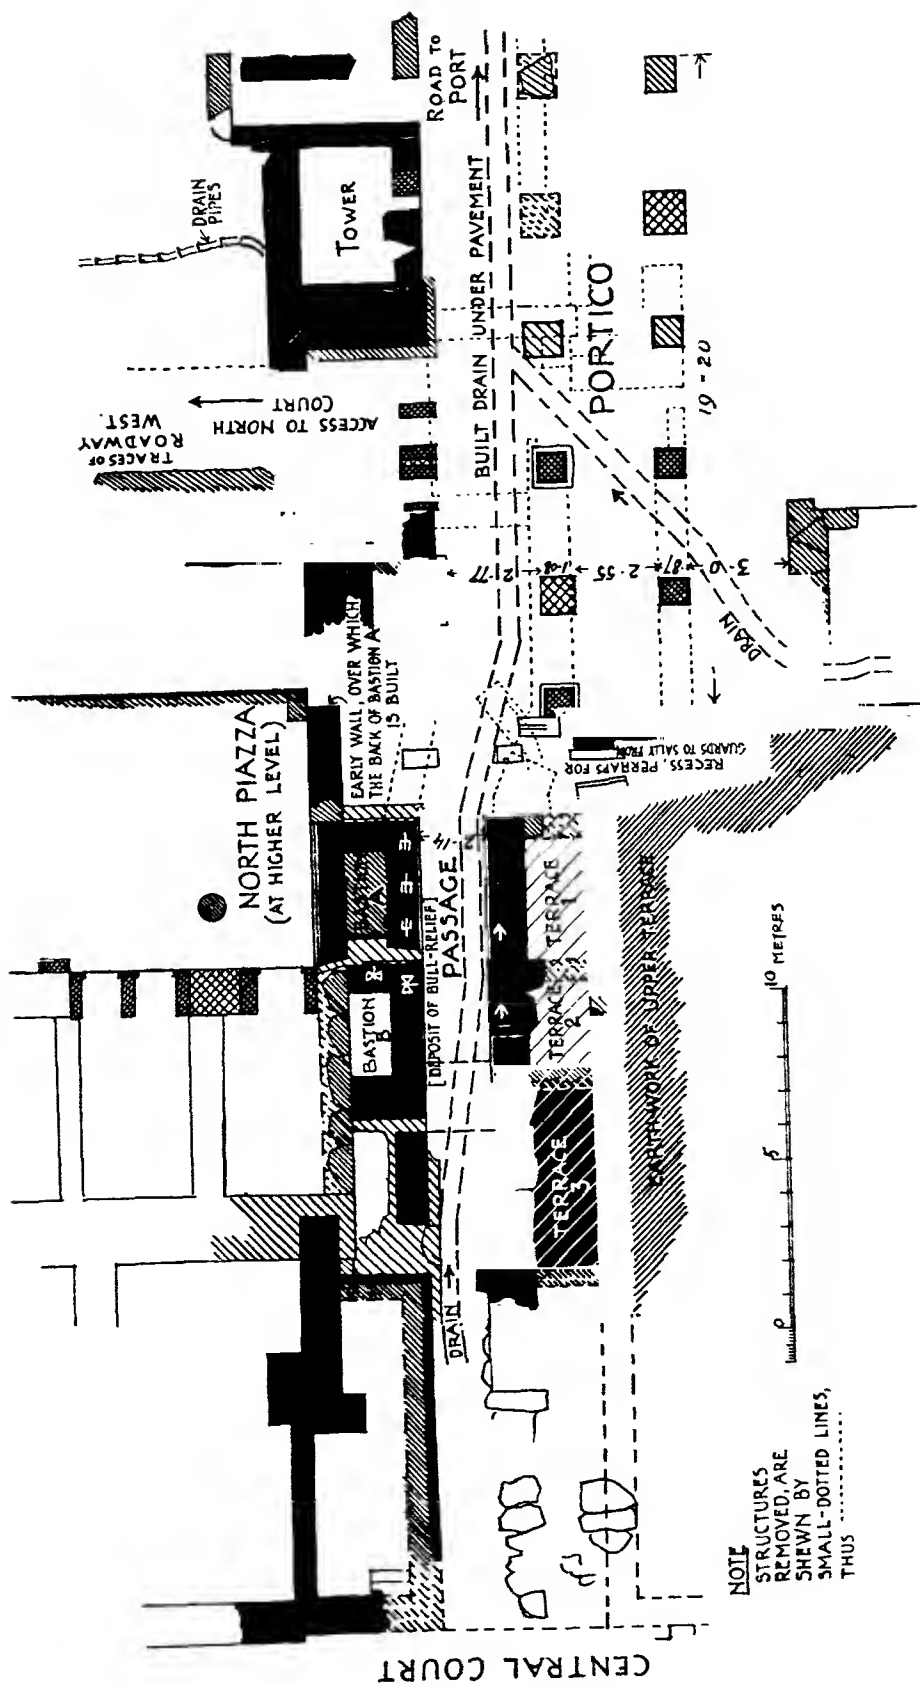 TRACES OF
ROADWAY
WEST.
DRAIN
PIPES
TOWER
ROAD TO
PORT
ACCESS TO NORTH
COURT
BUILT DRAIN UNDER PAVEMENT
PORTICO
19-20
2·77
1·08
2·55
·87
3·0
DRAIN
NORTH PIAZZA
(AT HIGHER LEVEL)
EARLY WALL, OVER WHICH
THE BACK OF BASTION A
IS BUILT
BASTION
A
BASTION
B
[DEPOSIT OF BULL-RELIEF]
PASSAGE
RECESS, PERHAPS FOR
GUARDS TO SALLY FROM
TERRACE
1
TERRACE
2
TERRACE
3
EARTHWORK OF UPPER TERRACE
DRAIN
CENTRAL COURT
0
5
10 METRES
NOTE
STRUCTURES
REMOVED, ARE
SHEWN BY
SMALL-DOTTED LINES,
THUS ..........